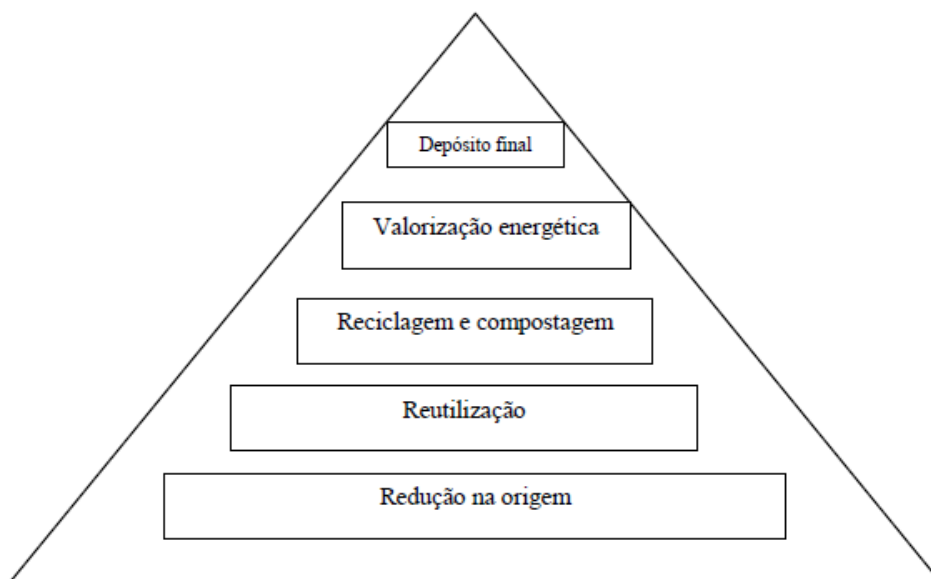 Depósito final
Valorização energética
Reciclagem e compostagem
Reutilização
Redução na origem